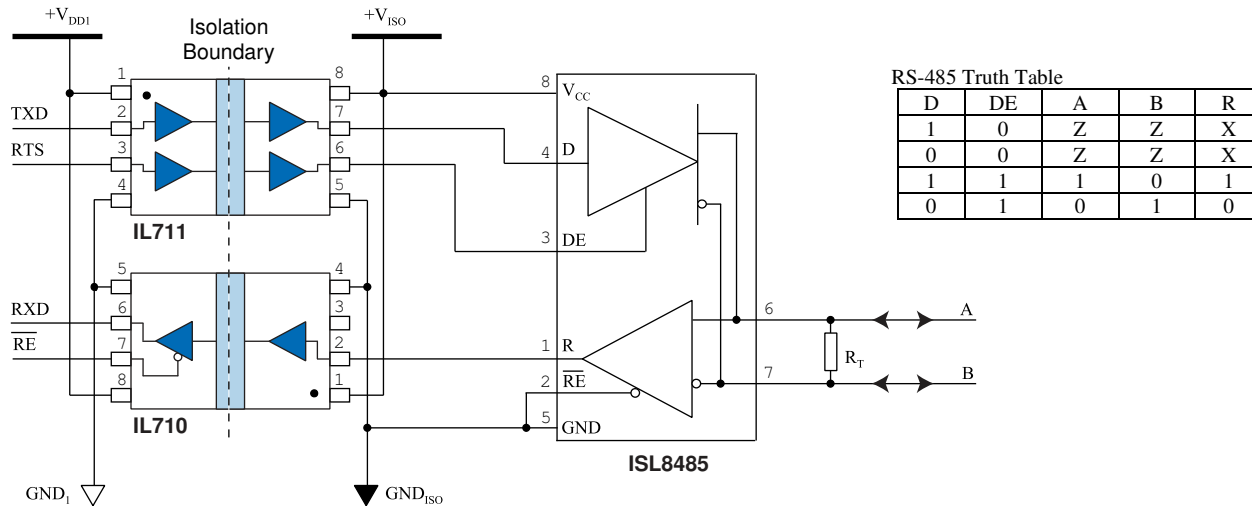 +VDD1
Isolation
Boundary
+VISO
1
8
TXD
2
7
RTS
3
6
4
5
IL711
5
4
RXD
6
3
RE
7
2
8
1
IL710
GND1
GNDISO
8
VCC
4
D
3
DE
6
A
RT
1
R
2
RE
7
B
5
GND
ISL8485
RS-485 Truth Table
D DE A B R
1 0 Z Z X
0 0 Z Z X
1 1 1 0 1
0 1 0 1 0